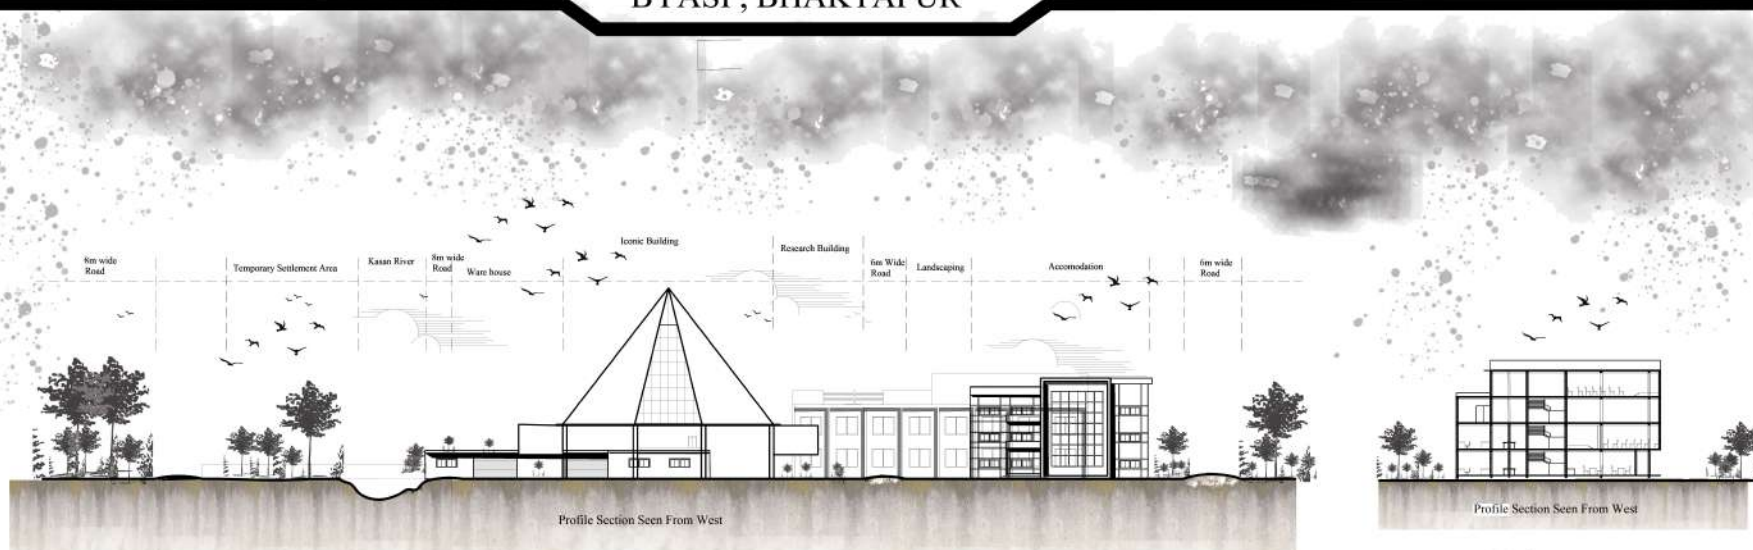 BYASI , BHAKTAPUR
8m wide
Road
Temporary Settlement Area
Kasan River
8m wide
Road
Ware house
Iconic Building
Research Building
6m Wide
Road
Landscaping
Accomodation
6m wide
Road
Profile Section Seen From West
Profile Section Seen From West